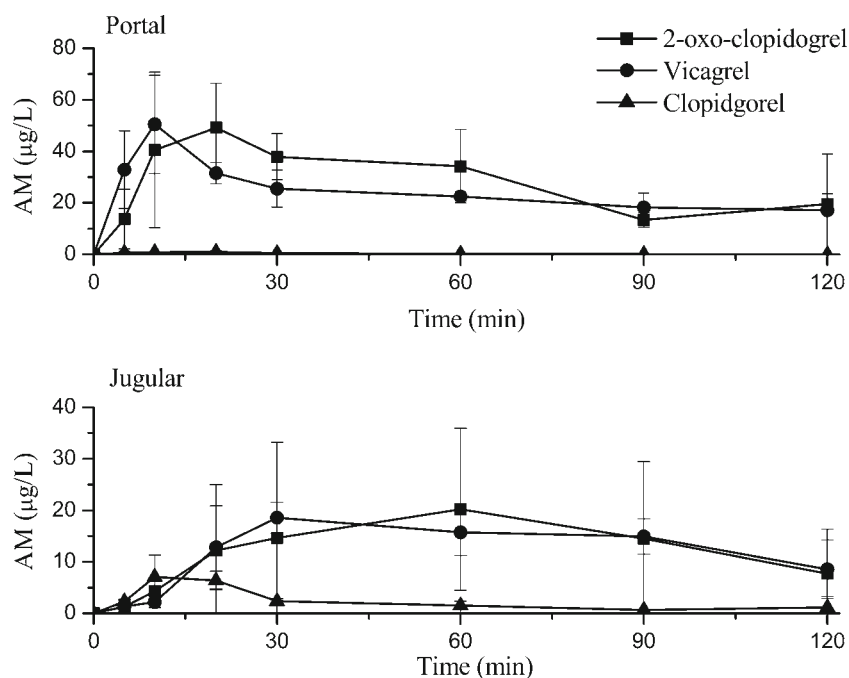 Portal
2-oxo-clopidogrel
Vicagrel
Clopidgorel
AM (μg/L)
80
60
40
20
0
0 30 60 90 120
Time (min)
Jugular
AM (μg/L)
40
30
20
10
0
0 30 60 90 120
Time (min)